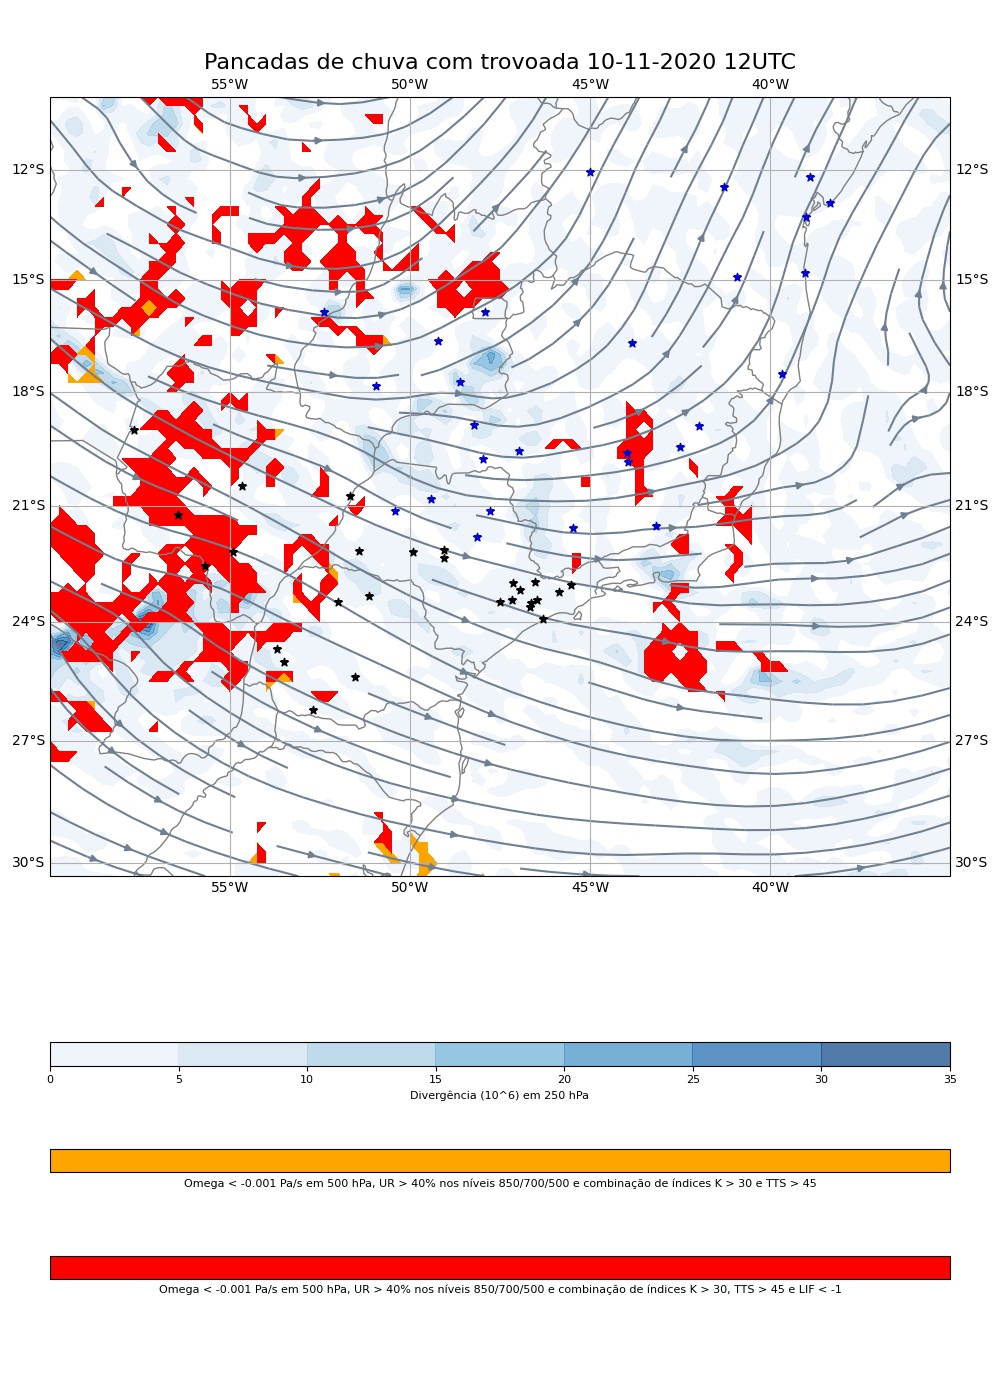 Pancadas de chuva com trovoada 10-11-2020 12UTC
55°W 50°W 45°W 40°W
12°S 12°S
15°S 15°S
18°S 18°S
21°S 21°S
24°S 24°S
27°S 27°S
30°S 30°S
55°W 50°W 45°W 40°W
0 5 10 15 20 25 30 35
Divergência (10^6) em 250 hPa
Omega < -0.001 Pa/s em 500 hPa, UR > 40% nos níveis 850/700/500 e combinação de índices K > 30 e TTS > 45
Omega < -0.001 Pa/s em 500 hPa, UR > 40% nos níveis 850/700/500 e combinação de índices K > 30, TTS > 45 e LIF < -1